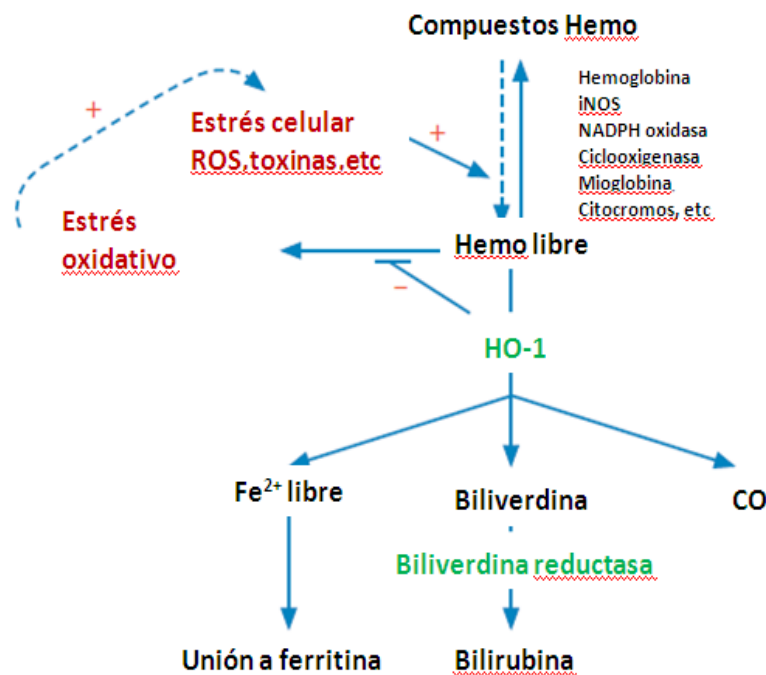 Compuestos Hemo
Hemoglobina
iNOS
NADPH oxidasa
Ciclooxigenasa
Mioglobina
Citocromos, etc
+
Estrés celular
ROS,toxinas,etc
+
Estrés
oxidativo
Hemo libre
−
HO-1
Fe²⁺ libre
Biliverdina
CO
Biliverdina reductasa
Unión a ferritina
Bilirubina